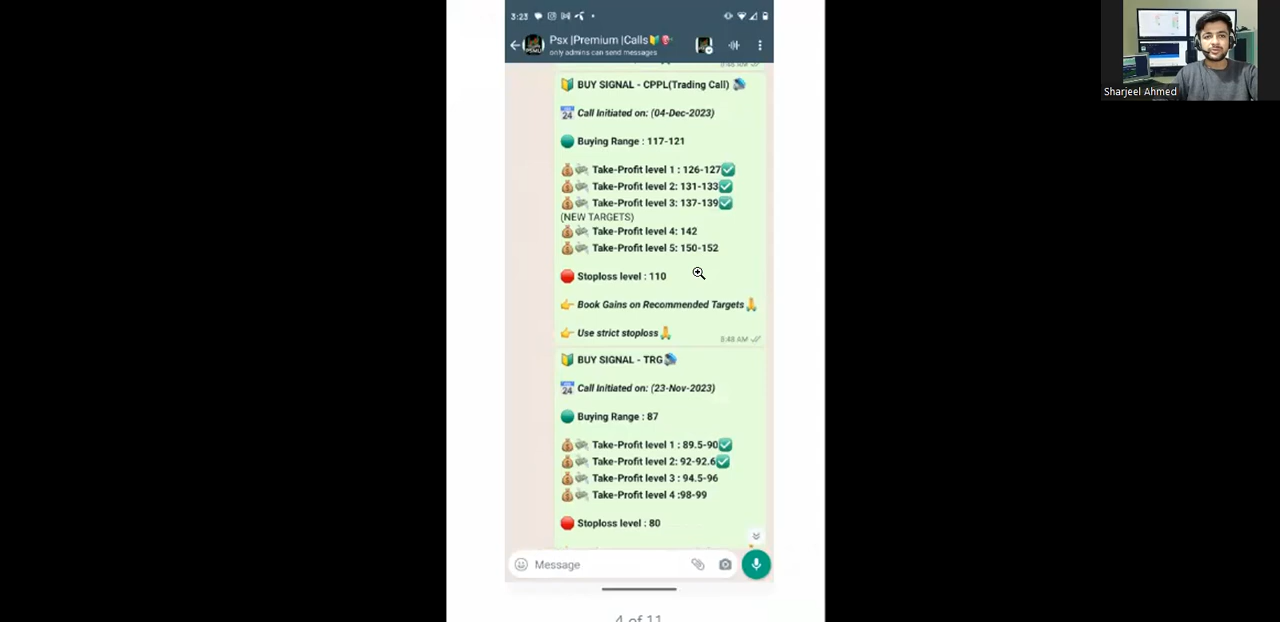 3:23
Psx |Premium |Calls
only admins can send messages
BUY SIGNAL - CPPL(Trading Call)
24 Call Initiated on: (04-Dec-2023)
Buying Range : 117-121
Take-Profit level 1 : 126-127
Take-Profit level 2: 131-133
Take-Profit level 3: 137-139
(NEW TARGETS)
Take-Profit level 4: 142
Take-Profit level 5: 150-152
Stoploss level : 110
Book Gains on Recommended Targets
Use strict stoploss
8:48 AM
BUY SIGNAL - TRG
24 Call Initiated on: (23-Nov-2023)
Buying Range : 87
Take-Profit level 1 : 89.5-90
Take-Profit level 2: 92-92.6
Take-Profit level 3 : 94.5-96
Take-Profit level 4 :98-99
Stoploss level : 80
Message
4 of 11
Sharjeel Ahmed